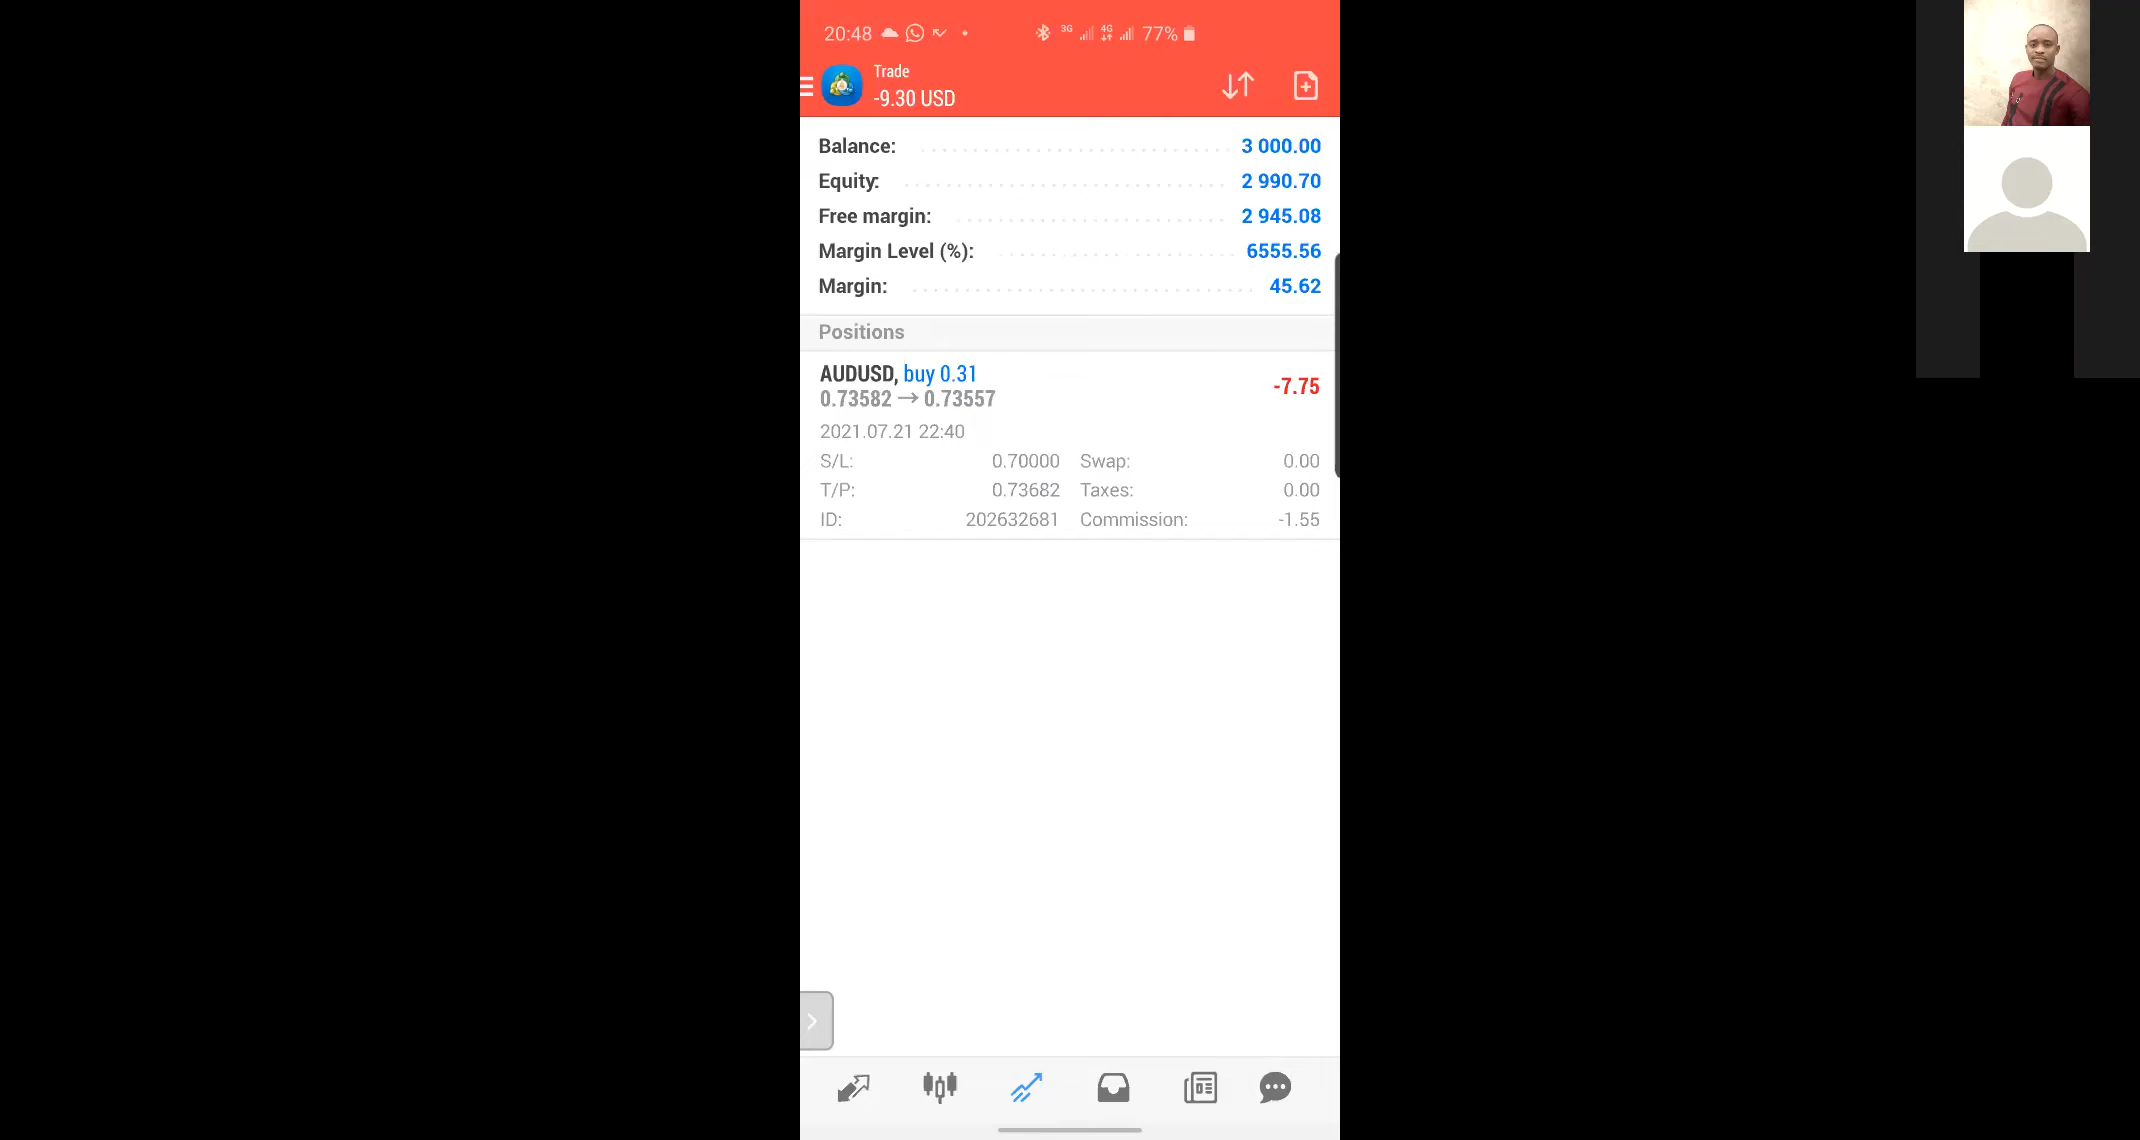 20:48 3G 4G 77%
Trade
-9.30 USD
Balance: 3 000.00
Equity: 2 990.70
Free margin: 2 945.08
Margin Level (%): 6555.56
Margin: 45.62
Positions
AUDUSD, buy 0.31
0.73582 → 0.73557 -7.75
2021.07.21 22:40
S/L: 0.70000 Swap: 0.00
T/P: 0.73682 Taxes: 0.00
ID: 202632681 Commission: -1.55